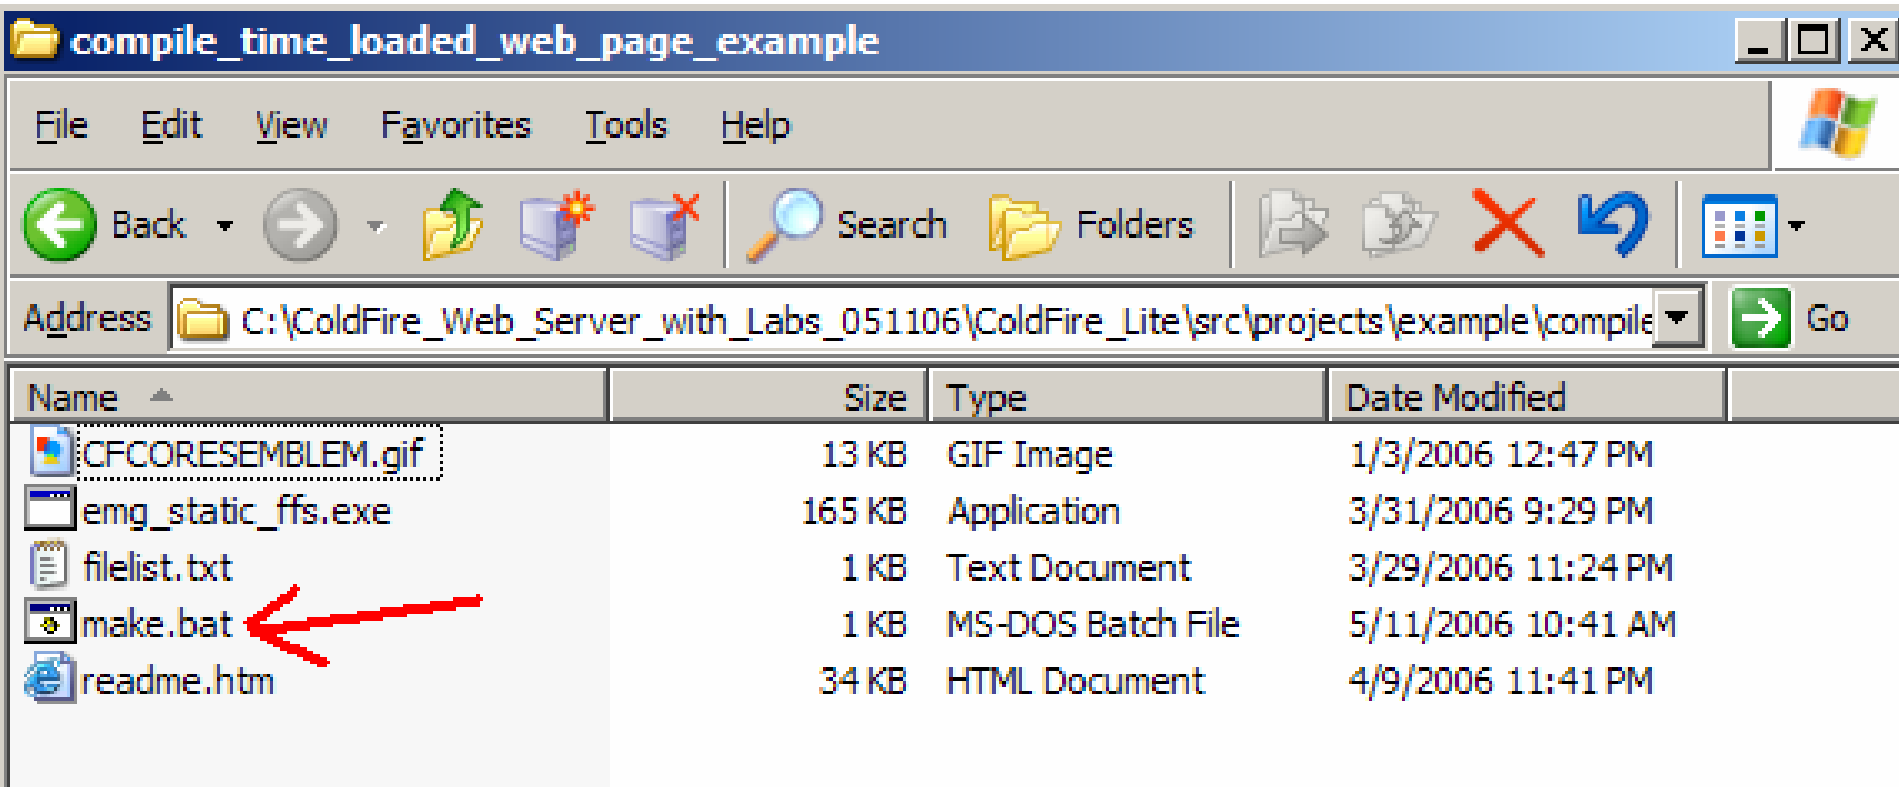 compile_time_loaded_web_page_example
File Edit View Favorites Tools Help
Back Search Folders
Address C:\ColdFire_Web_Server_with_Labs_051106\ColdFire_Lite\src\projects\example\compile Go
Name Size Type Date Modified
CFCORESEMBLEM.gif 13 KB GIF Image 1/3/2006 12:47 PM
emg_static_ffs.exe 165 KB Application 3/31/2006 9:29 PM
filelist.txt 1 KB Text Document 3/29/2006 11:24 PM
make.bat 1 KB MS-DOS Batch File 5/11/2006 10:41 AM
readme.htm 34 KB HTML Document 4/9/2006 11:41 PM